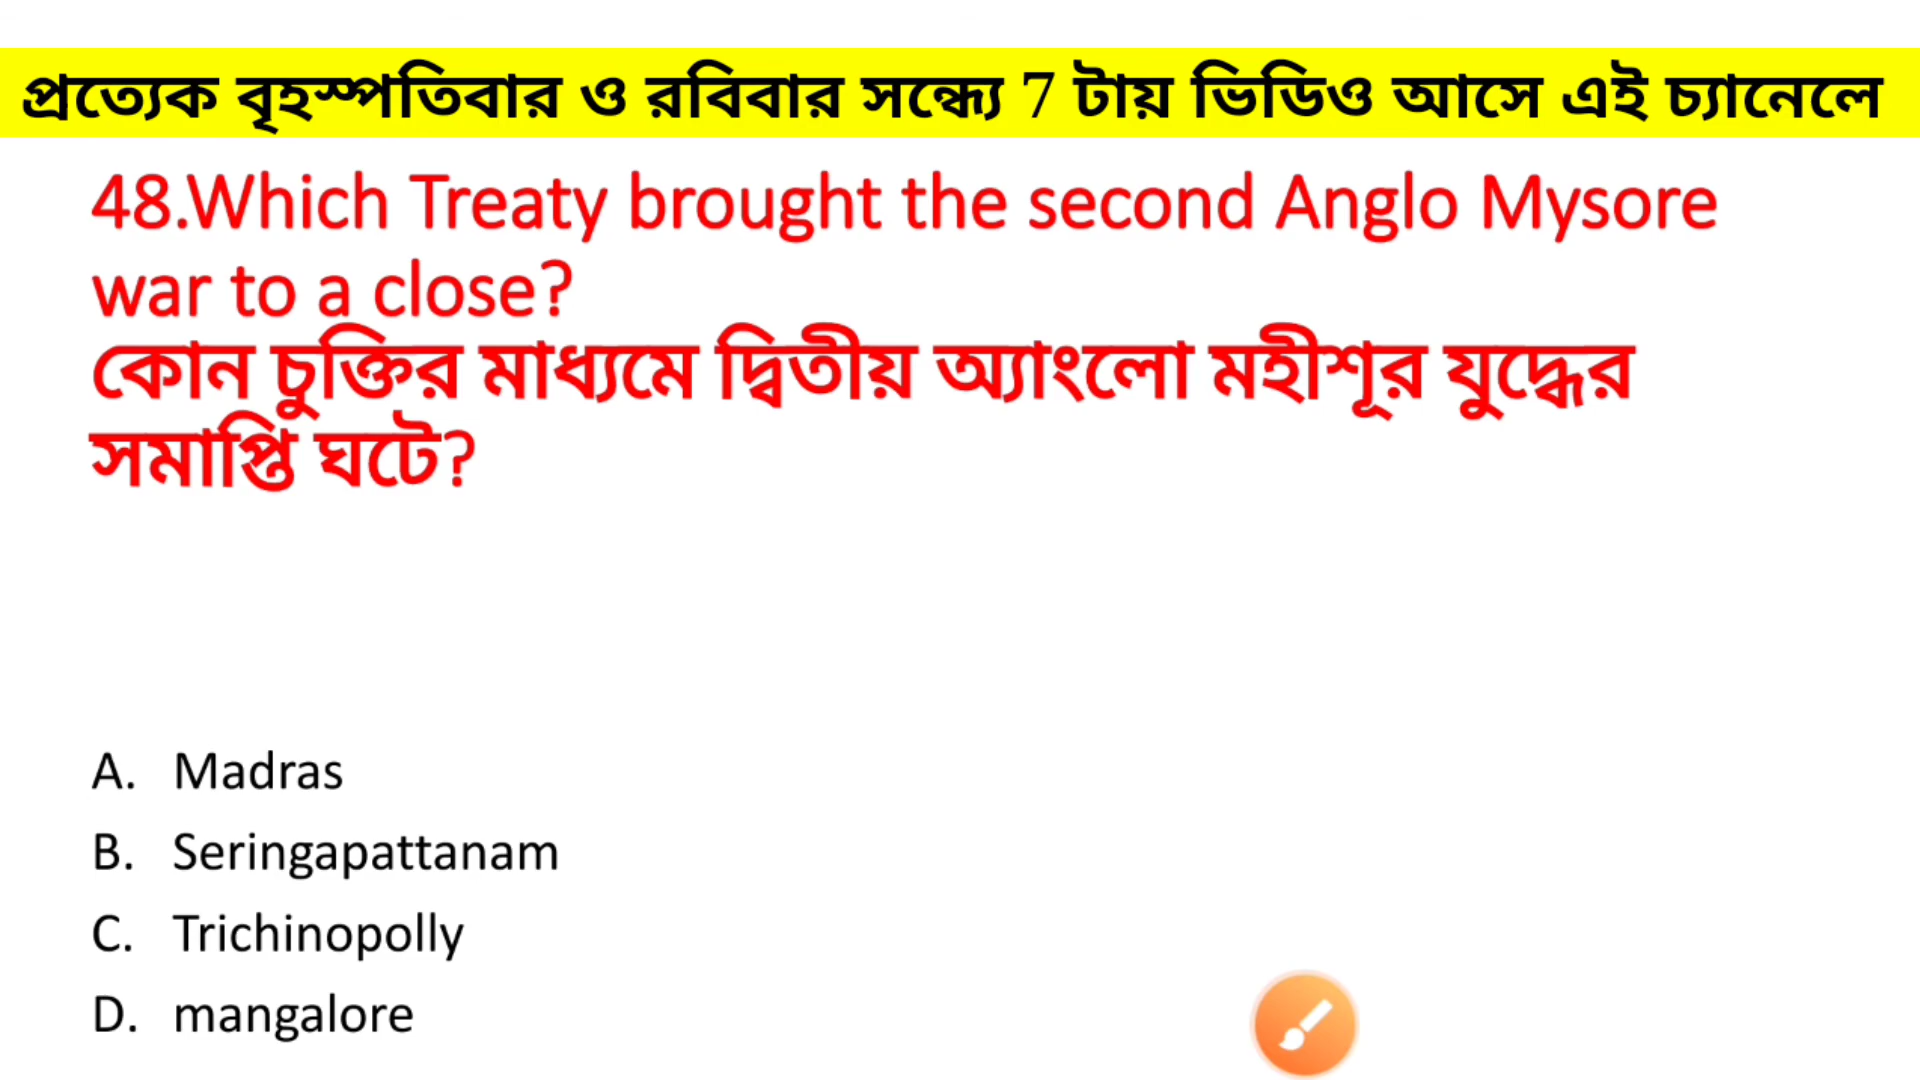 প্রত্যেক বৃহস্পতিবার ও রবিবার সন্ধ্যে 7 টায় ভিডিও আসে এই চ্যানেলে
48.Which Treaty brought the second Anglo Mysore
war to a close?
কোন চুক্তির মাধ্যমে দ্বিতীয় অ্যাংলো মহীশূর যুদ্ধের
সমাপ্তি ঘটে?
A. Madras
B. Seringapattanam
C. Trichinopolly
D. mangalore